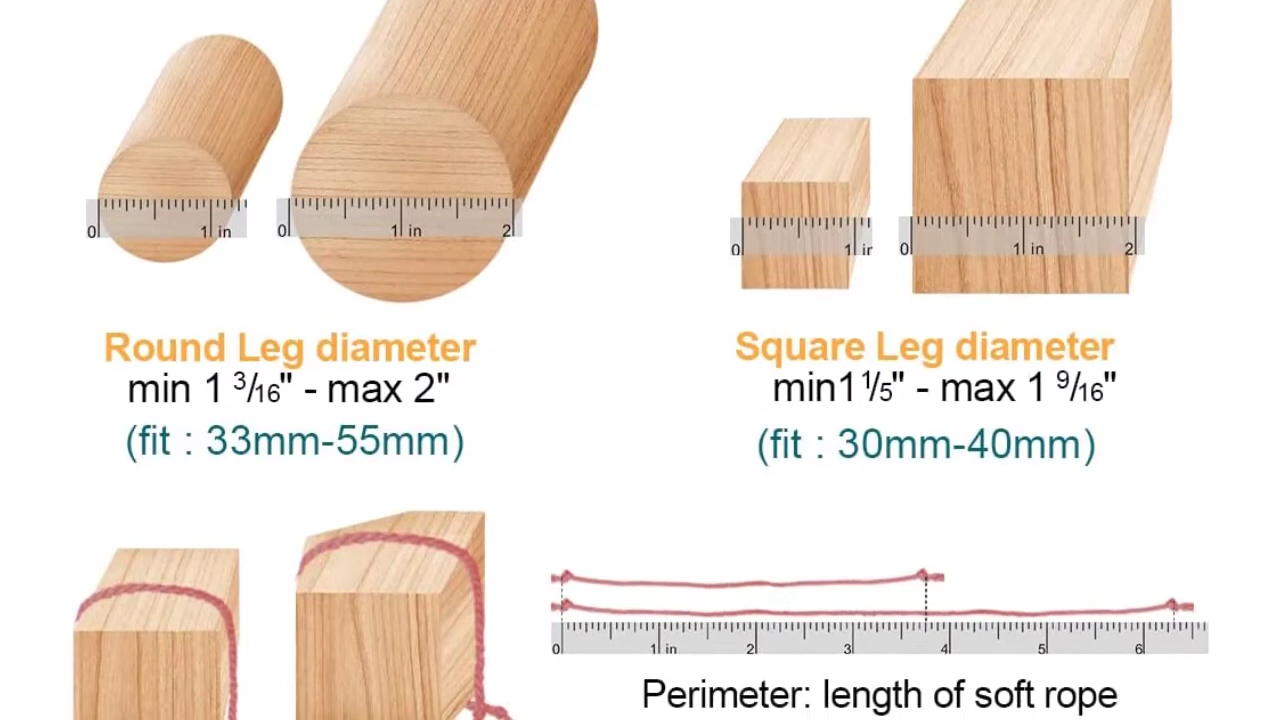 0 1 in
0 1 in 2
0 1 in
0 1 in 2
Round Leg diameter
min 1 3/16" - max 2"
(fit : 33mm-55mm)
Square Leg diameter
min1 1/5" - max 1 9/16"
(fit : 30mm-40mm)
0 1 in 2 3 4 5 6
Perimeter: length of soft rope